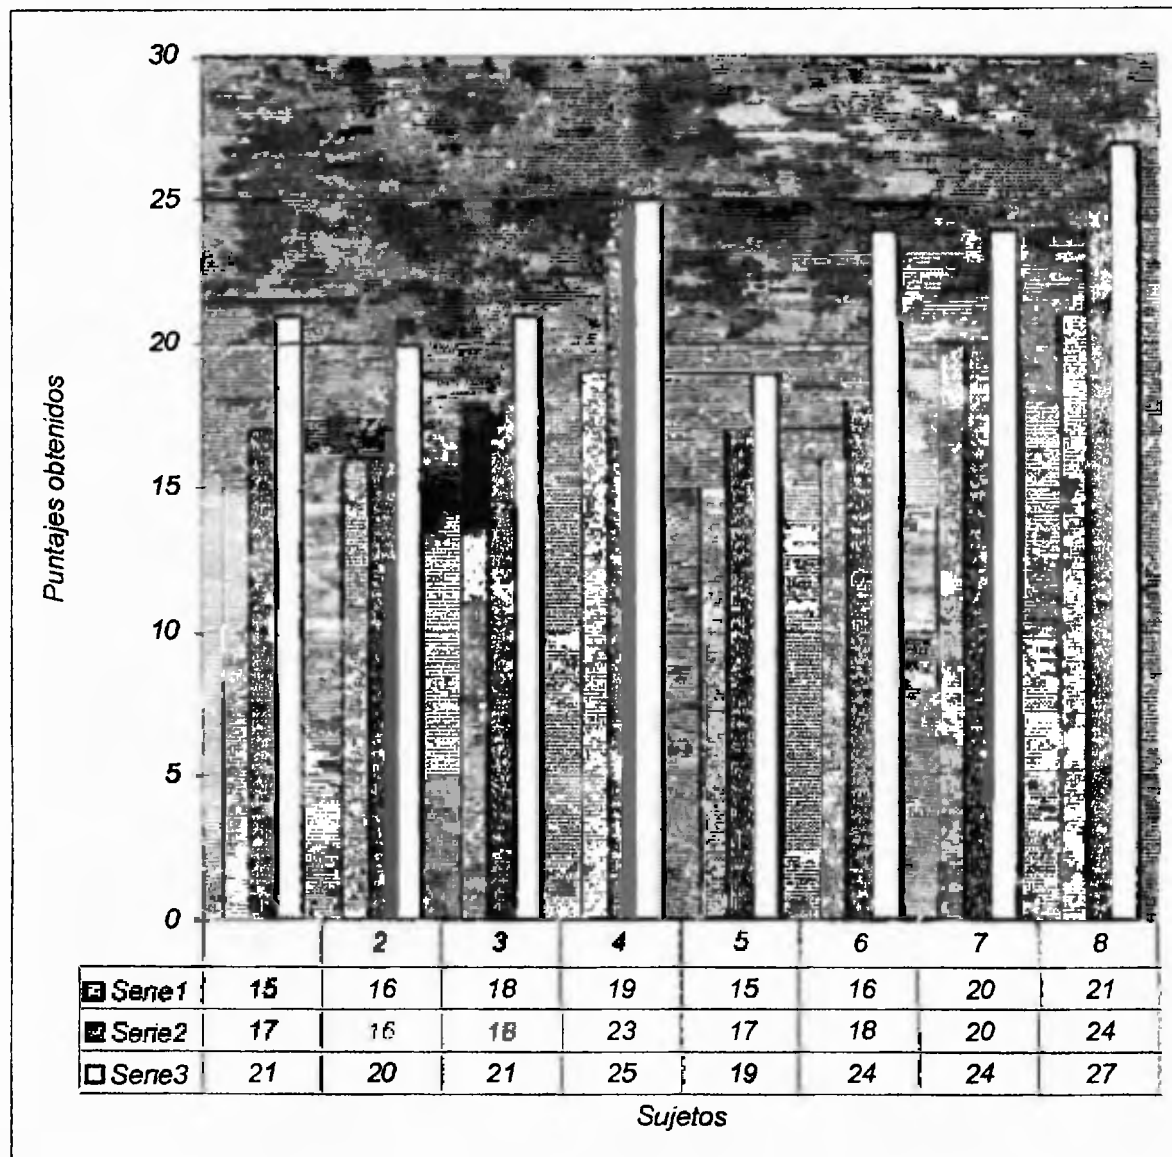 30
25
20
15
10
5
0
Puntajes obtenidos
2 3 4 5 6 7 8
Serie1 15 16 18 19 15 16 20 21
Serie2 17 16 18 23 17 18 20 24
Serie3 21 20 21 25 19 24 24 27
Sujetos